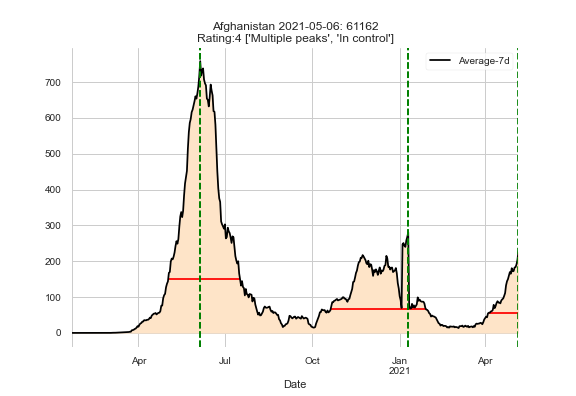 Afghanistan 2021-05-06: 61162
Rating:4 ['Multiple peaks', 'In control']
Average-7d
700
600
500
400
300
200
100
0
Apr
Jul
Oct
Jan
2021
Apr
Date